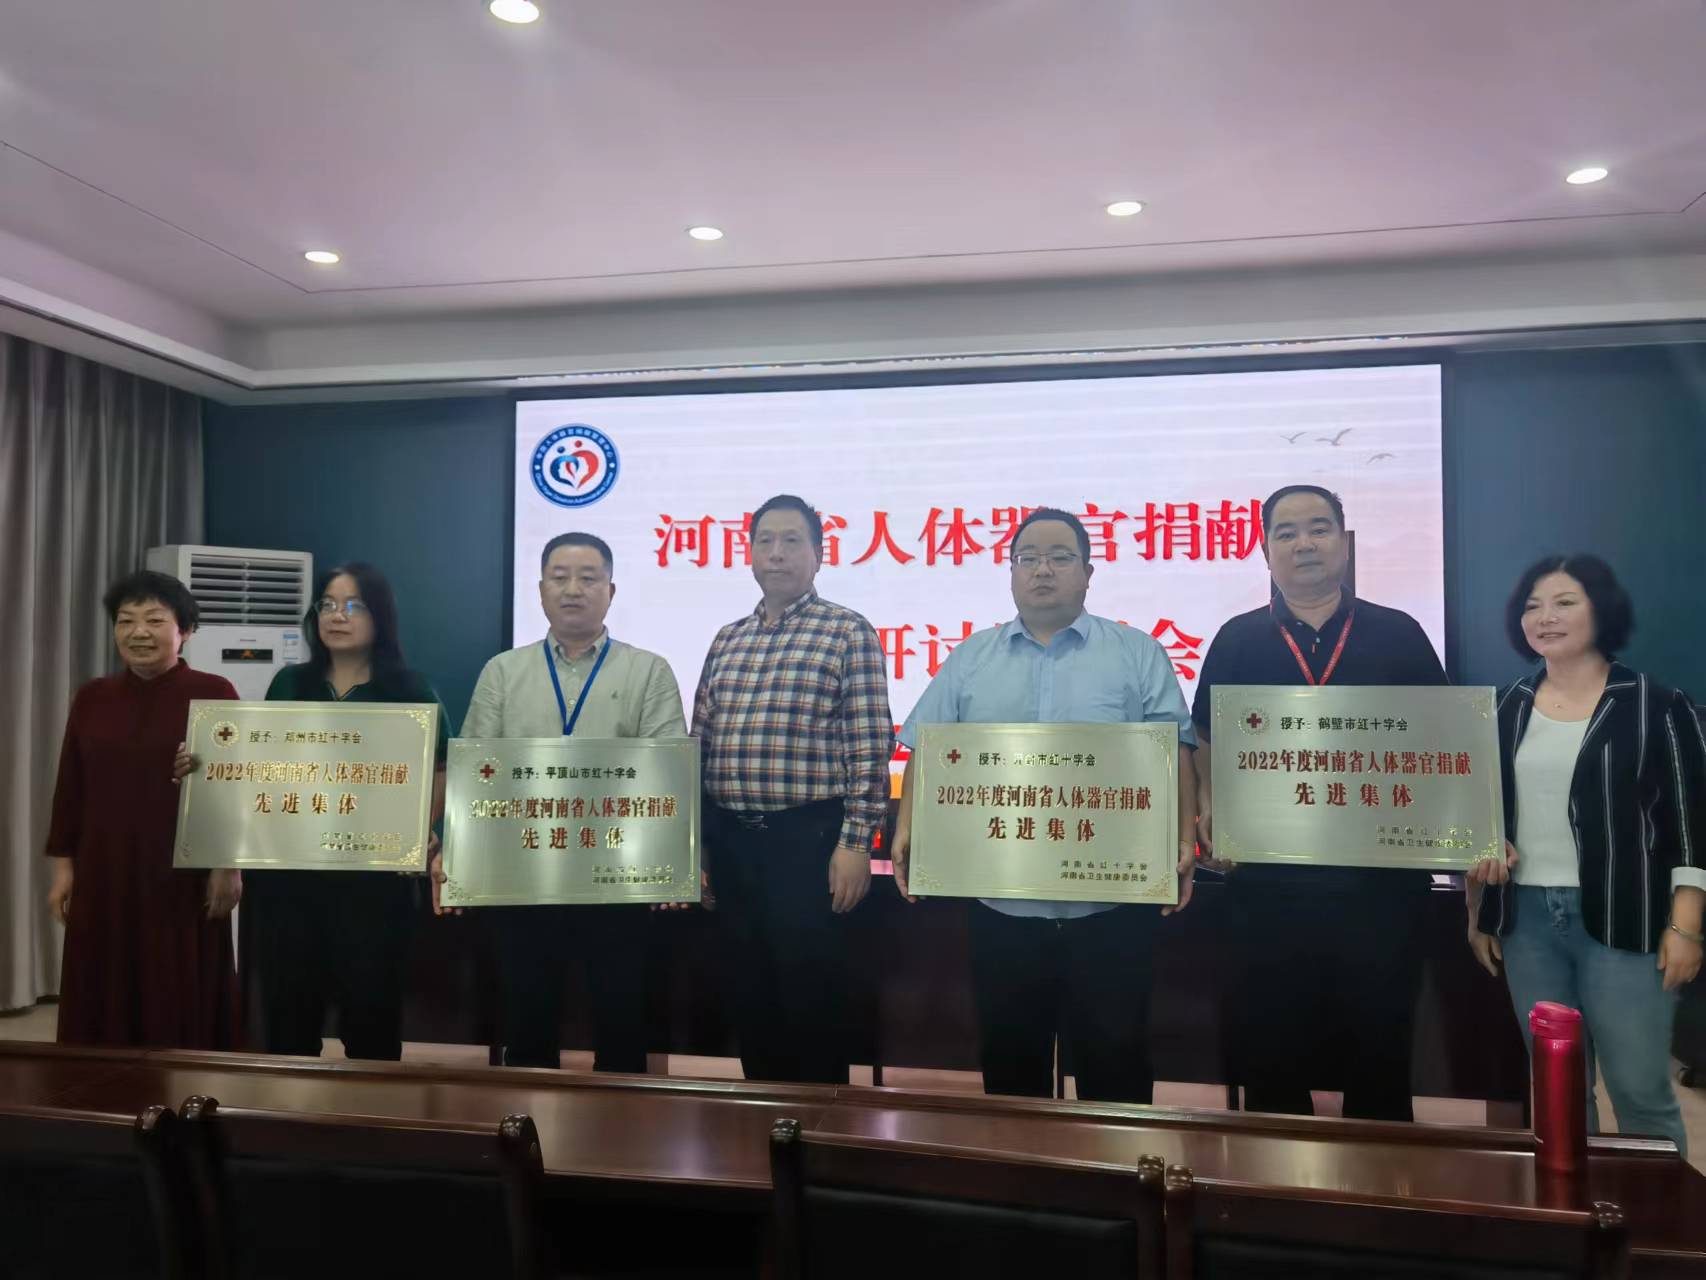 河南省人体器官捐献
研讨
会
授予：郑州市红十字会
2022年度河南省人体器官捐献
先进集体
授予：平顶山市红十字会
2022年度河南省人体器官捐献
先进集体
河南省卫生健康委员会
授予：开封市红十字会
2022年度河南省人体器官捐献
先进集体
河南省红十字会
河南省卫生健康委员会
授予：鹤壁市红十字会
2022年度河南省人体器官捐献
先进集体
河南省红十字会
河南省卫生健康委员会